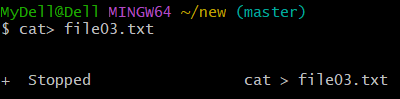 MyDell@Dell MINGW64 ~/new (master)
$ cat> file03.txt
+ Stopped cat > file03.txt